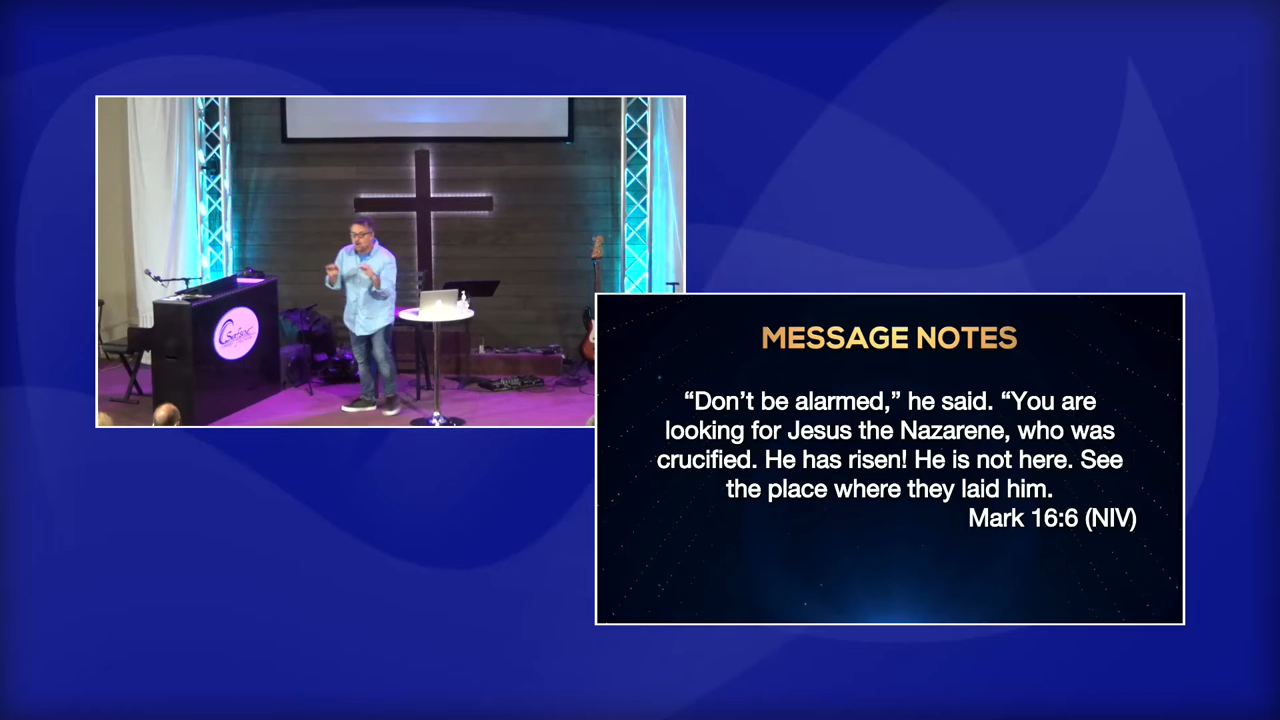 MESSAGE NOTES
“Don’t be alarmed,” he said. “You are
looking for Jesus the Nazarene, who was
crucified. He has risen! He is not here. See
the place where they laid him.
Mark 16:6 (NIV)